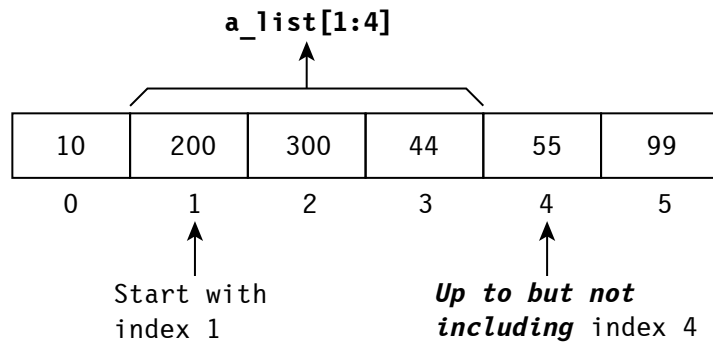 a_list[1:4]
10 200 300 44 55 99
0 1 2 3 4 5
Start with
index 1
Up to but not
including index 4